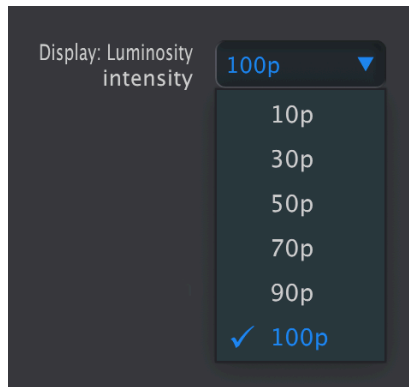 Display: Luminosity
intensity
100p
10p
30p
50p
70p
90p
100p